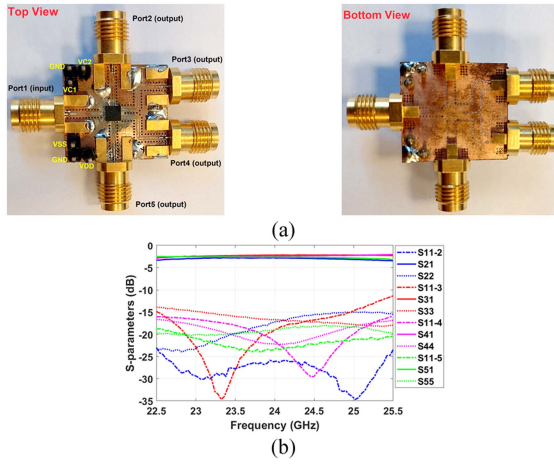 Top View
Port2 (output)
Bottom View
GND
VC2
Port3 (output)
Port1 (input)
VC1
VSS
GND
VDD
Port4 (output)
Port5 (output)
(a)
S-parameters (dB)
0
-5
-10
-15
-20
-25
-30
-35
22.5
23
23.5
24
24.5
25
25.5
Frequency (GHz)
S11-2
S21
S22
S11-3
S31
S33
S11-4
S41
S44
S11-5
S51
S55
(b)